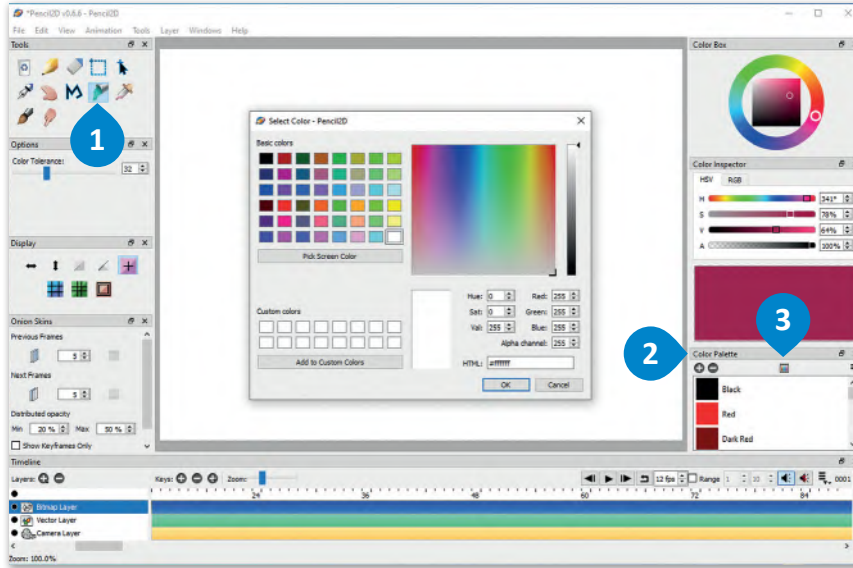 *Pencil2D v0.6.6 - Pencil2D
File Edit View Animation Tools Layer Windows Help
Tools
1
Options
Color Tolerance:
32
Display
Onion Skins
Previous Frames
5
Next Frames
5
Distributed opacity
Min 20 % Max 50 %
Show Keyframes Only
Select Color - Pencil2D
Basic colors
Pick Screen Color
Custom colors
Add to Custom Colors
Hue: 0 Red: 255
Sat: 0 Green: 255
Val: 255 Blue: 255
Alpha channel: 255
HTML: #ffffff
OK Cancel
Color Box
Color Inspector
HSV RGB
H 341°
S 78%
V 64%
A 100%
2
3
Color Palette
Black
Red
Dark Red
Timeline
Layers: Keys: Zoom: 12 fps Range 1 10 0001
24 36 48 60 72 84
Bitmap Layer
Vector Layer
Camera Layer
Zoom: 100.0%